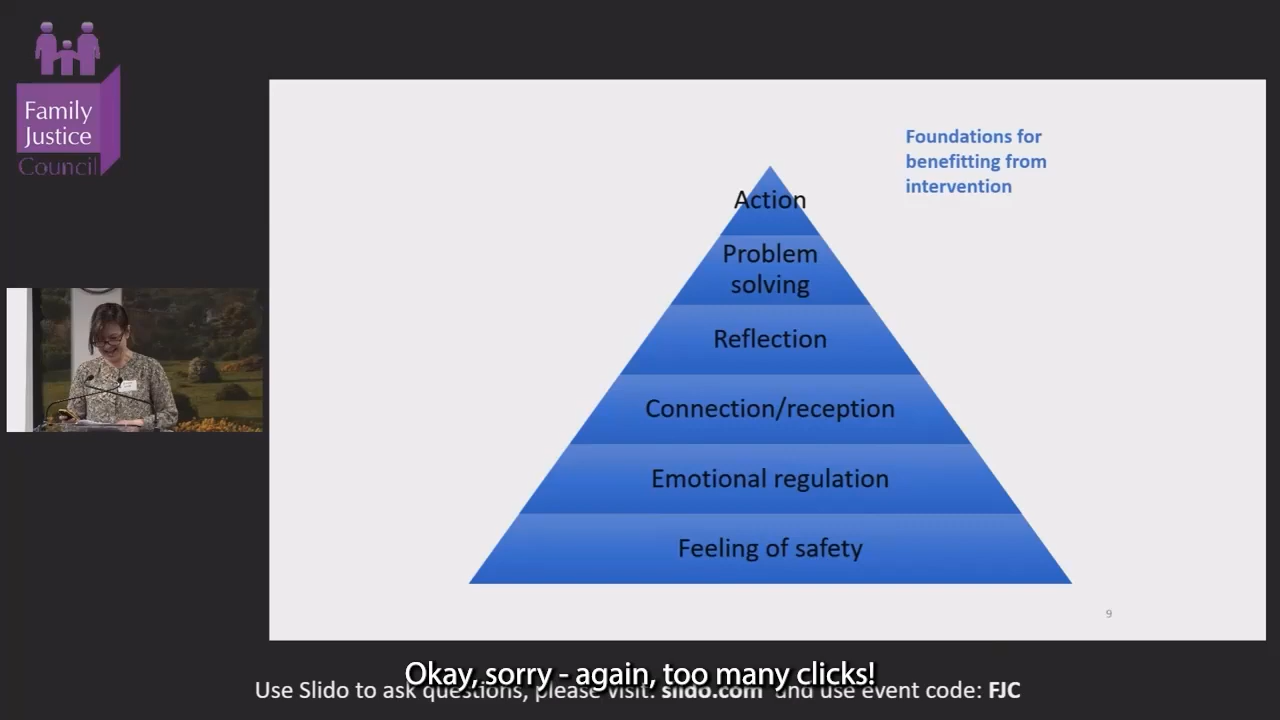 Family
Justice
Council
Foundations for
benefitting from
intervention
Action
Problem
solving
Reflection
Connection/reception
Emotional regulation
Feeling of safety
9
Okay, sorry - again, too many clicks!
Use Slido to ask questions, please visit: slido.com and use event code: FJC